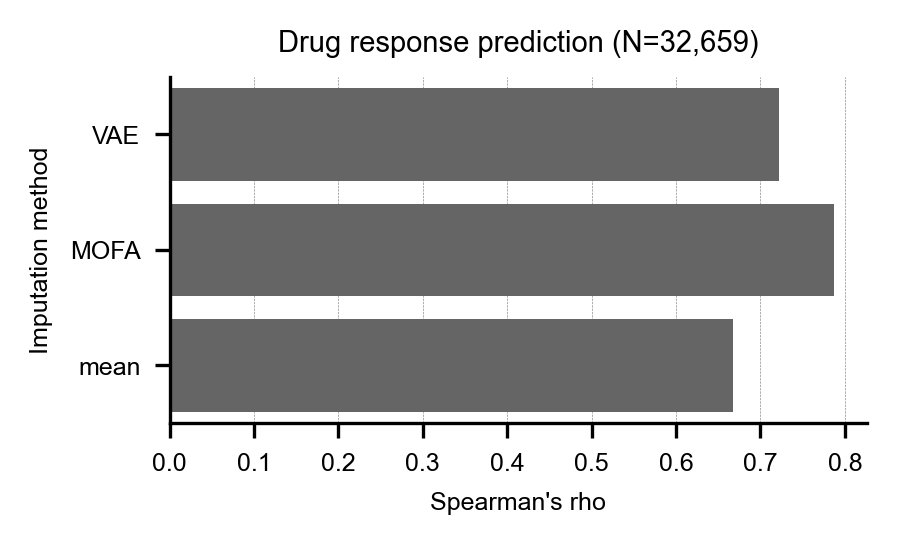 Drug response prediction (N=32,659)
Imputation method
VAE
MOFA
mean
0.0 0.1 0.2 0.3 0.4 0.5 0.6 0.7 0.8
Spearman's rho